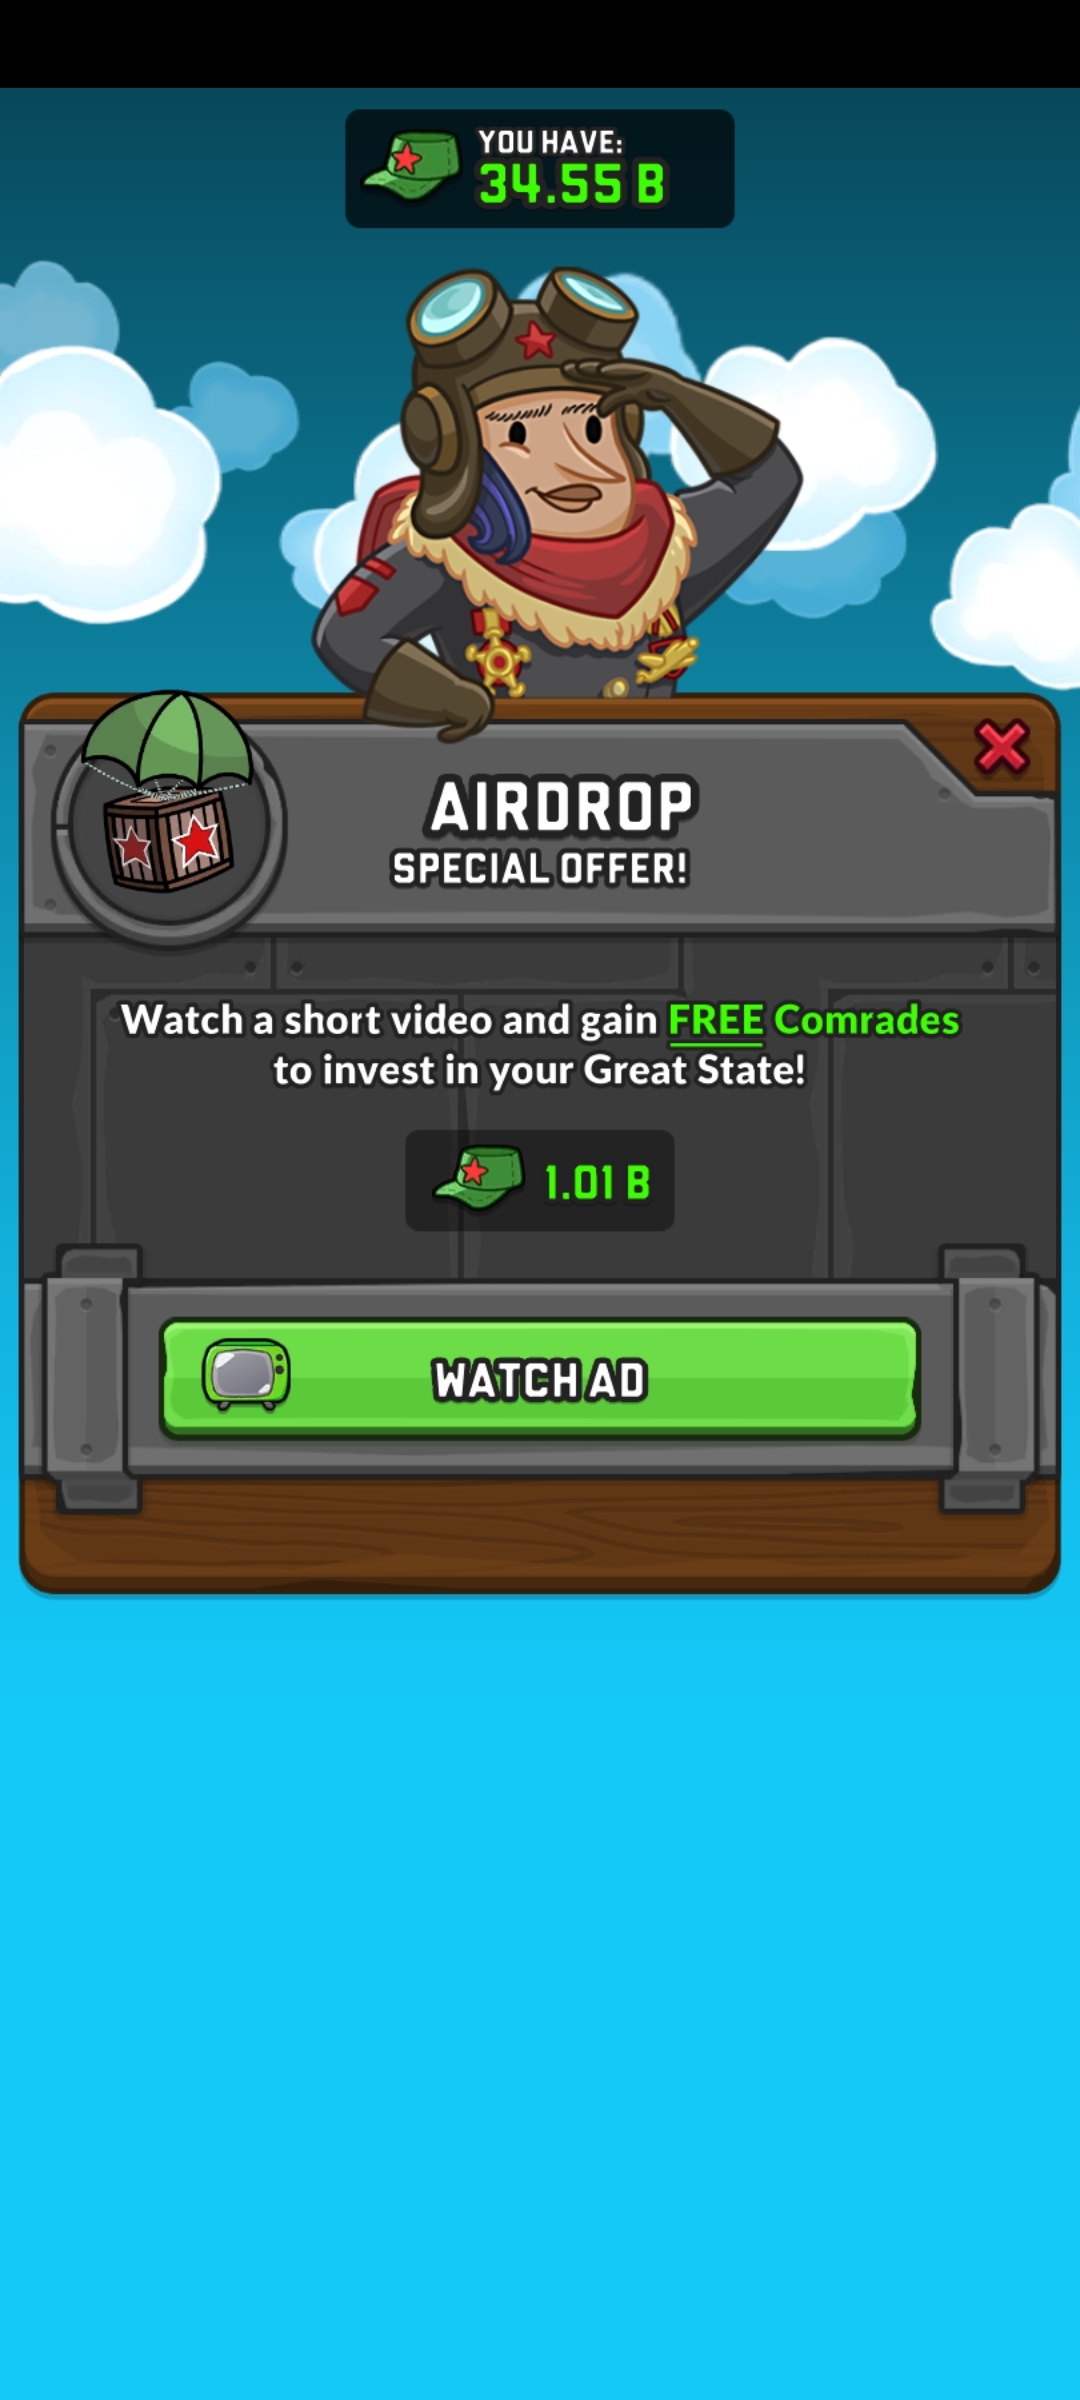 YOU HAVE:
34.55 B
AIRDROP
SPECIAL OFFER!
Watch a short video and gain FREE Comrades
to invest in your Great State!
1.01 B
WATCH AD